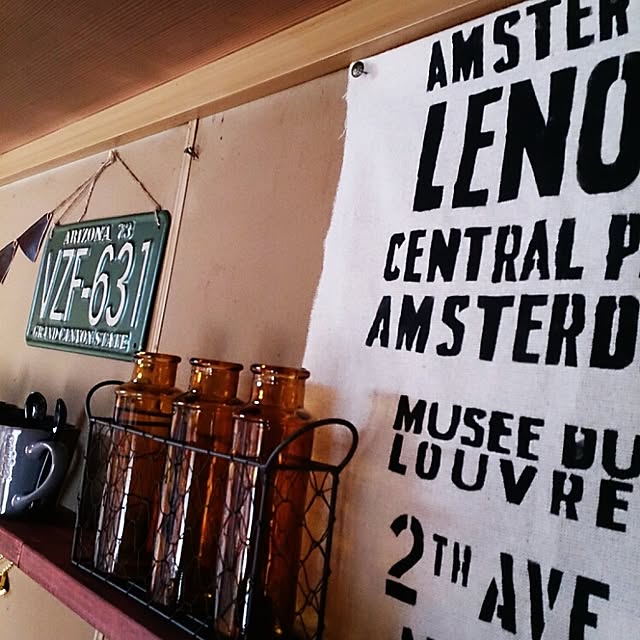 ARIZONA 73
VZF-631
GRAND CANYON STATE
AMSTER
LENO
CENTRAL P
AMSTERD
MUSEE DU
LOUVRE
2TH AVE